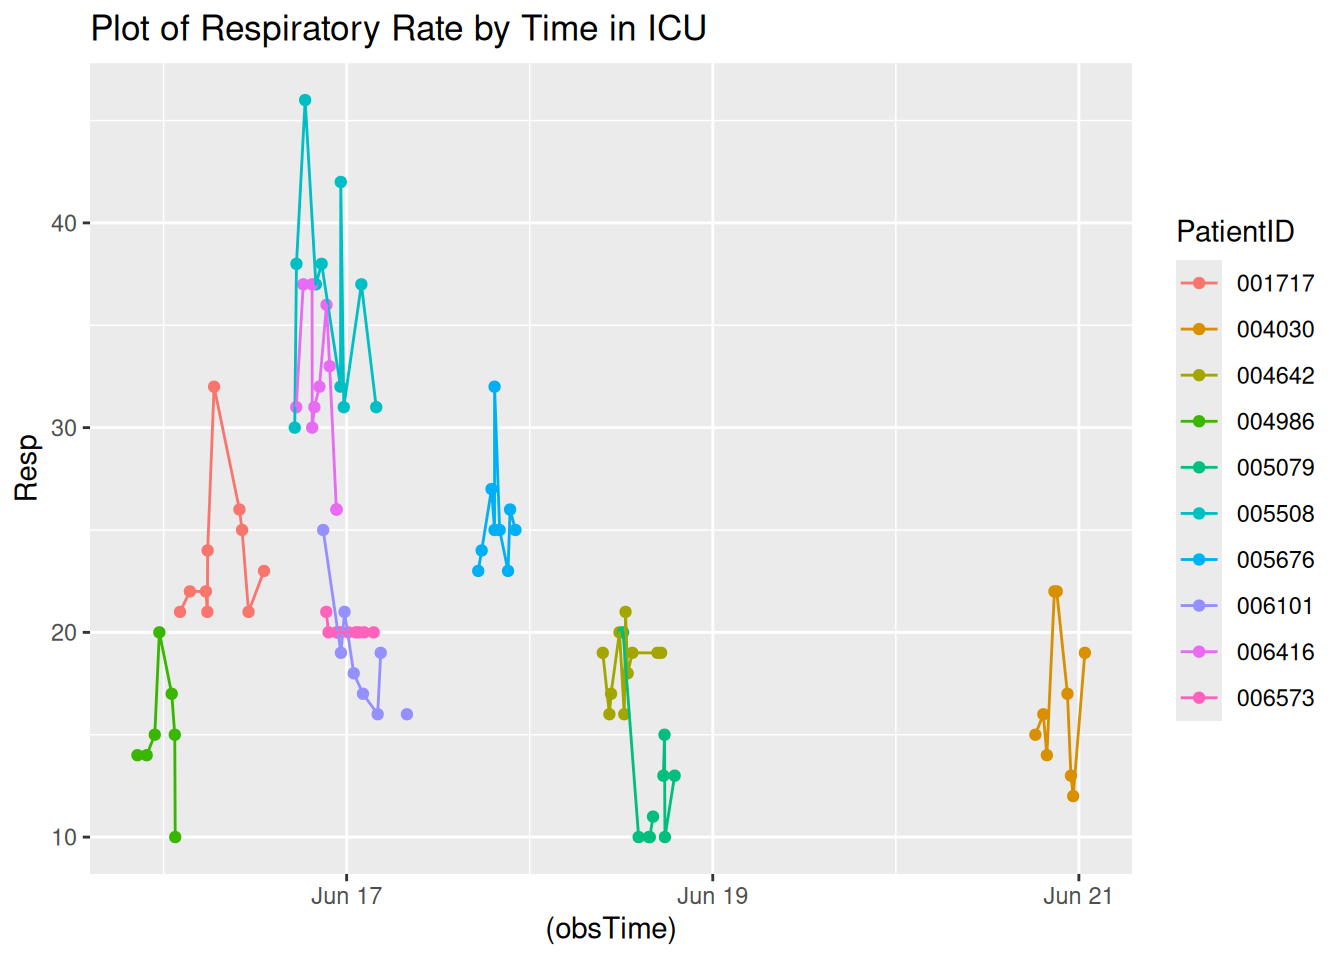 Plot of Respiratory Rate by Time in ICU
Resp
40
30
20
10
Jun 17
Jun 19
Jun 21
(obsTime)
PatientID
001717
004030
004642
004986
005079
005508
005676
006101
006416
006573